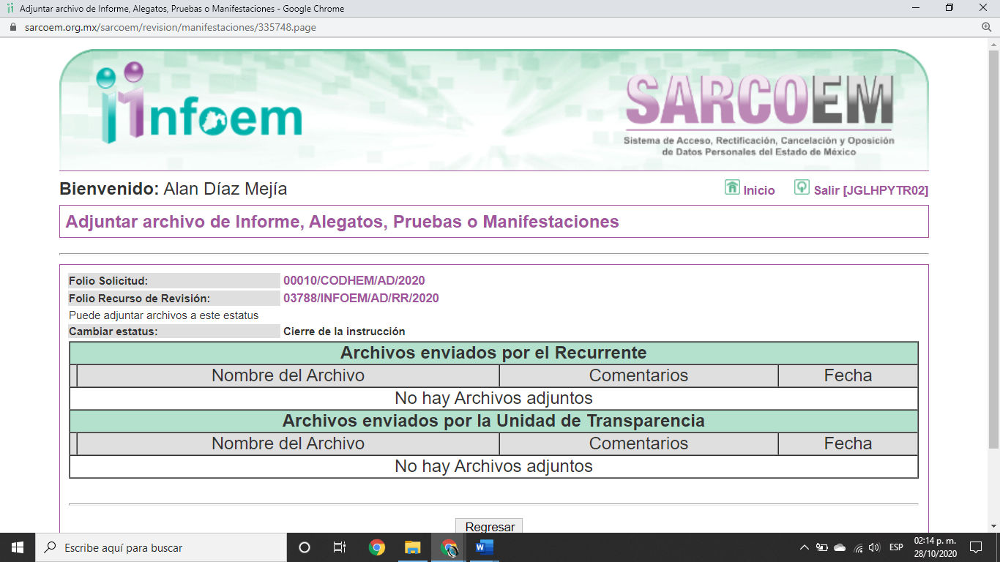 Adjuntar archivo de Informe, Alegatos, Pruebas o Manifestaciones - Google Chrome
sarcoem.org.mx/sarcoem/revision/manifestaciones/335748.page
infoem
SARCOEM
Sistema de Acceso, Rectificación, Cancelación y Oposición
de Datos Personales del Estado de México
Bienvenido: Alan Díaz Mejía
Inicio
Salir [JGLHPYTR02]
Adjuntar archivo de Informe, Alegatos, Pruebas o Manifestaciones
Folio Solicitud: 00010/CODHEM/AD/2020
Folio Recurso de Revisión: 03788/INFOEM/AD/RR/2020
Puede adjuntar archivos a este estatus
Cambiar estatus: Cierre de la instrucción
Archivos enviados por el Recurrente
Nombre del Archivo Comentarios Fecha
No hay Archivos adjuntos
Archivos enviados por la Unidad de Transparencia
Nombre del Archivo Comentarios Fecha
No hay Archivos adjuntos
Regresar
Escribe aquí para buscar
ESP
02:14 p. m.
28/10/2020